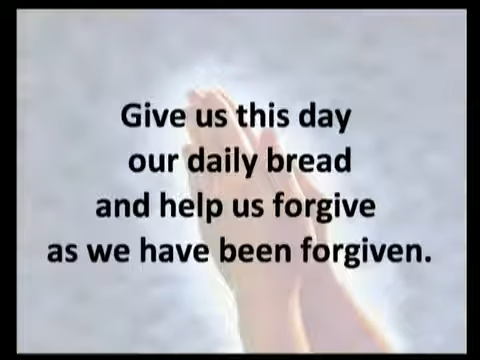 Give us this day
our daily bread
and help us forgive
as we have been forgiven.